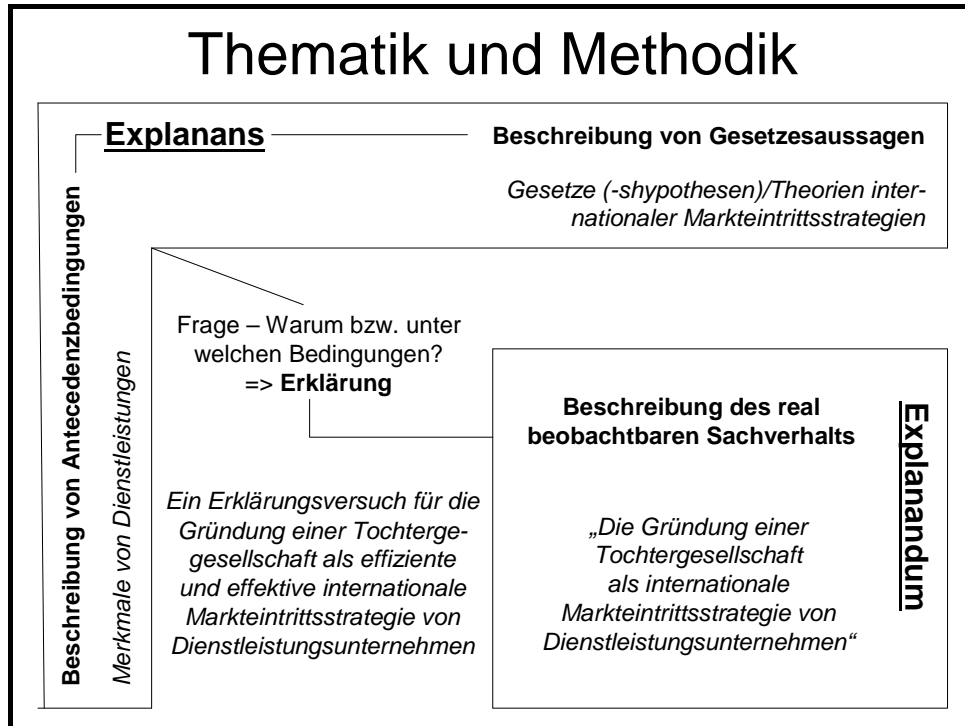 Thematik und Methodik
Explanans
Beschreibung von Gesetzesaussagen
Gesetze (-shypothesen)/Theorien inter-
nationaler Markteintrittsstrategien
Beschreibung von Antecedenzbedingungen
Merkmale von Dienstleistungen
Frage – Warum bzw. unter
welchen Bedingungen?
=> Erklärung
Ein Erklärungsversuch für die
Gründung einer Tochterge-
gesellschaft als effiziente
und effektive internationale
Markteintrittsstrategie von
Dienstleistungsunternehmen
Beschreibung des real
beobachtbaren Sachverhalts
„Die Gründung einer
Tochtergesellschaft
als internationale
Markteintrittsstrategie von
Dienstleistungsunternehmen“
Explanandum